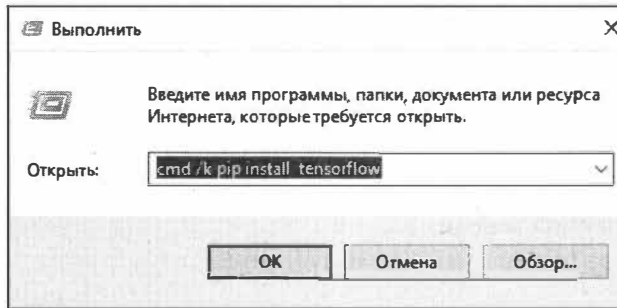 Выполнить
Введите имя программы, папки, документа или ресурса
Интернета, которые требуется открыть.
Открыть:
cmd /k pip install tensorflow
ОК
Отмена
Обзор...